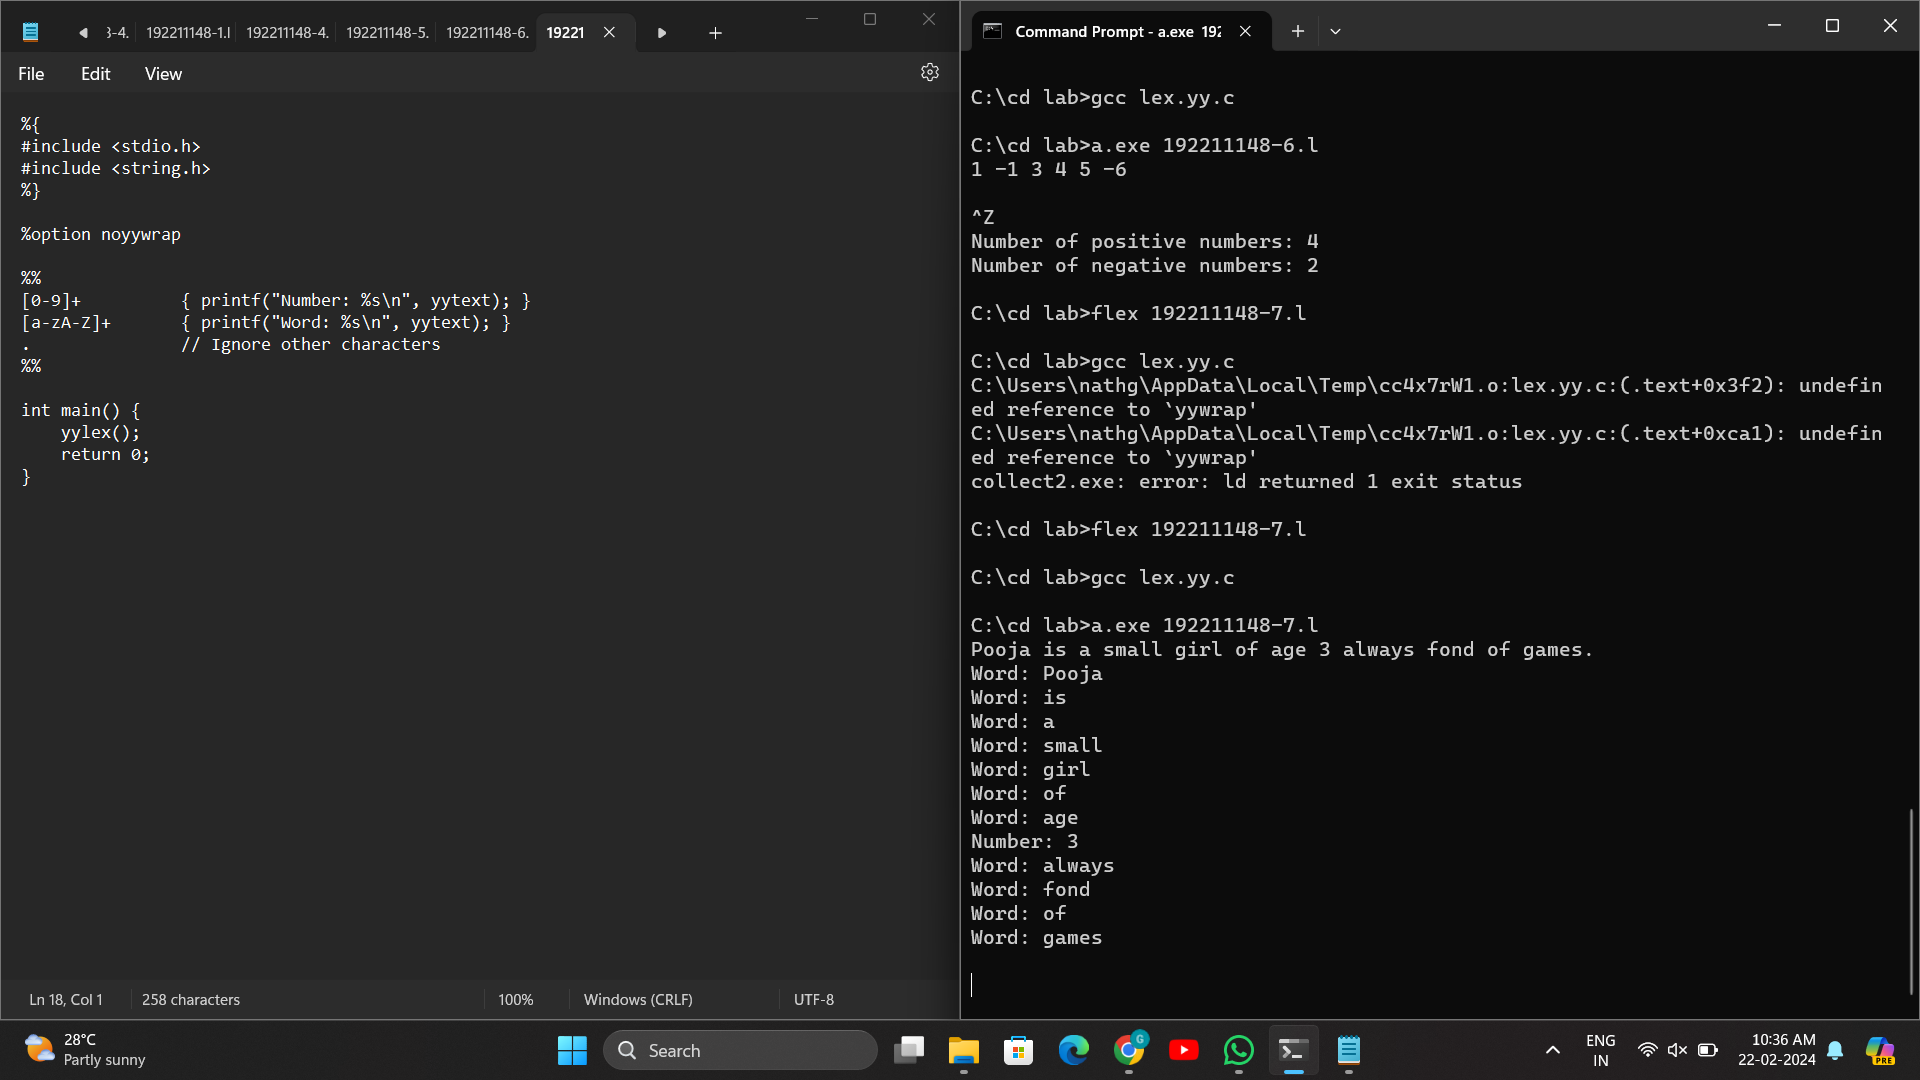 3-4. 192211148-1.l 192211148-4. 192211148-5. 192211148-6. 19221
File Edit View
%{
#include <stdio.h>
#include <string.h>
%}
%option noyywrap
%%
[0-9]+ { printf("Number: %s\n", yytext); }
[a-zA-Z]+ { printf("Word: %s\n", yytext); }
. // Ignore other characters
%%
int main() {
yylex();
return 0;
}
Ln 18, Col 1 258 characters 100% Windows (CRLF) UTF-8
Command Prompt - a.exe 192
C:\cd lab>gcc lex.yy.c
C:\cd lab>a.exe 192211148-6.l
1 -1 3 4 5 -6
^Z
Number of positive numbers: 4
Number of negative numbers: 2
C:\cd lab>flex 192211148-7.l
C:\cd lab>gcc lex.yy.c
C:\Users\nathg\AppData\Local\Temp\cc4x7rW1.o:lex.yy.c:(.text+0x3f2): undefin
ed reference to `yywrap'
C:\Users\nathg\AppData\Local\Temp\cc4x7rW1.o:lex.yy.c:(.text+0xca1): undefin
ed reference to `yywrap'
collect2.exe: error: ld returned 1 exit status
C:\cd lab>flex 192211148-7.l
C:\cd lab>gcc lex.yy.c
C:\cd lab>a.exe 192211148-7.l
Pooja is a small girl of age 3 always fond of games.
Word: Pooja
Word: is
Word: a
Word: small
Word: girl
Word: of
Word: age
Number: 3
Word: always
Word: fond
Word: of
Word: games
28°C
Partly sunny
Search
G
ENG
IN
10:36 AM
22-02-2024
PRE